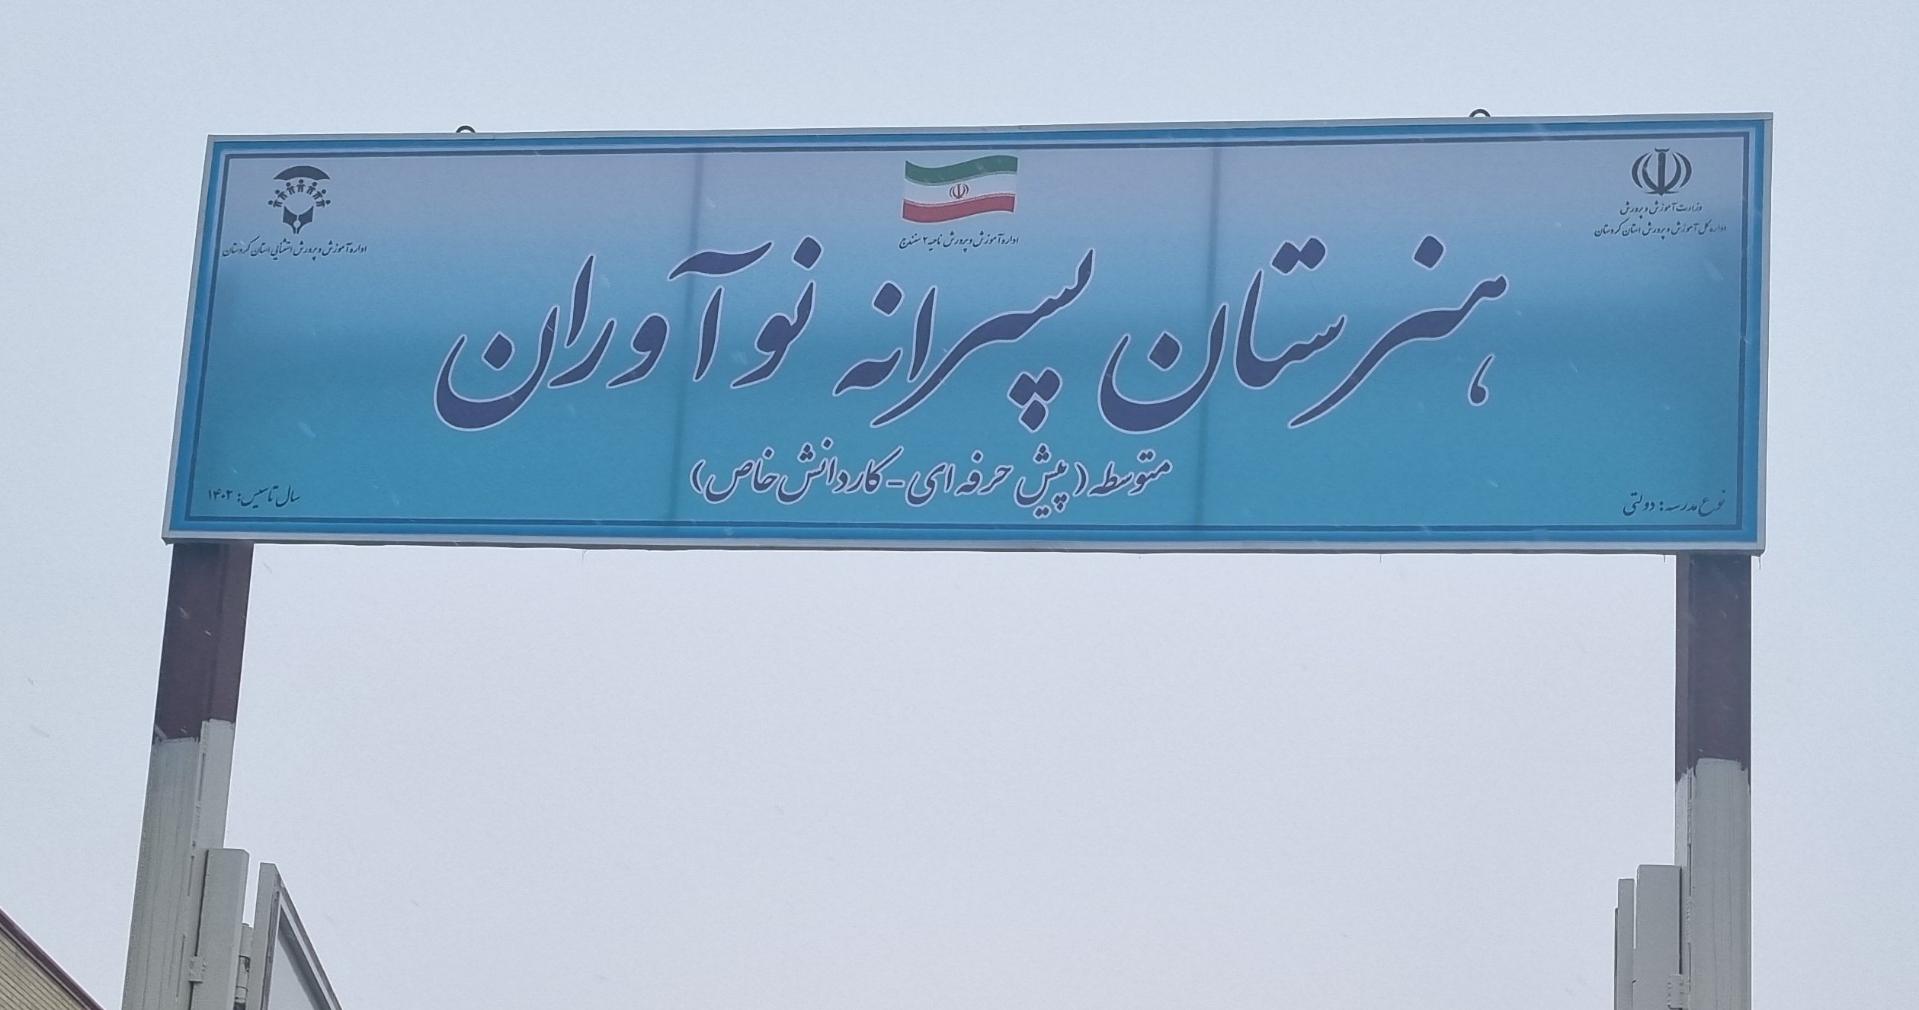 وزارت آموزش و پرورش
اداره کل آموزش و پرورش استان کردستان
اداره آموزش و پرورش ناحیه ۲ سنندج
اداره آموزش و پرورش استثنایی استان کردستان
هنرستان پسرانه نوآوران
متوسطه (پیش حرفه ای - کاردانش خاص)
نوع مدرسه: دولتی
سال تاسیس: ۱۴۰۲